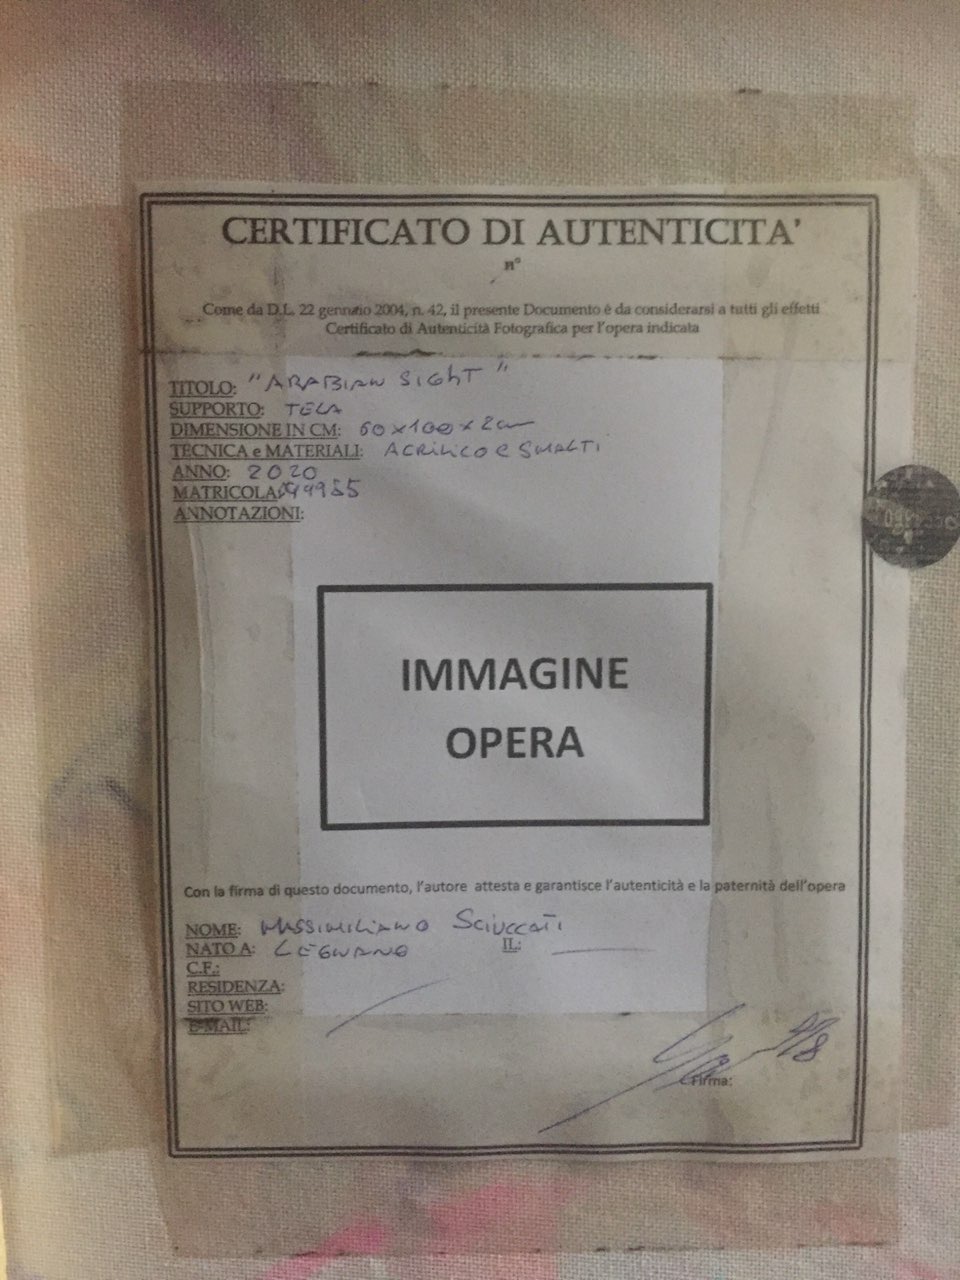 CERTIFICATO DI AUTENTICITA'
n°
Come da D.L. 22 gennaio 2004, n. 42, il presente Documento è da considerarsi a tutti gli effetti
Certificato di Autenticità Fotografica per l'opera indicata
TITOLO: "ARABIAN SIGHT"
SUPPORTO: TELA
DIMENSIONE IN CM: 60x100x2cm
TECNICA e MATERIALI: ACRILICO e SMALTI
ANNO: 2020
MATRICOLA:
ANNOTAZIONI:
IMMAGINE
OPERA
Con la firma di questo documento, l'autore attesta e garantisce l'autenticità e la paternità dell'opera
NOME: MASSIMILIANO SCIUCCATI
NATO A: LEGNANO IL:
C.F.:
RESIDENZA:
SITO WEB:
E-MAIL:
Firma: